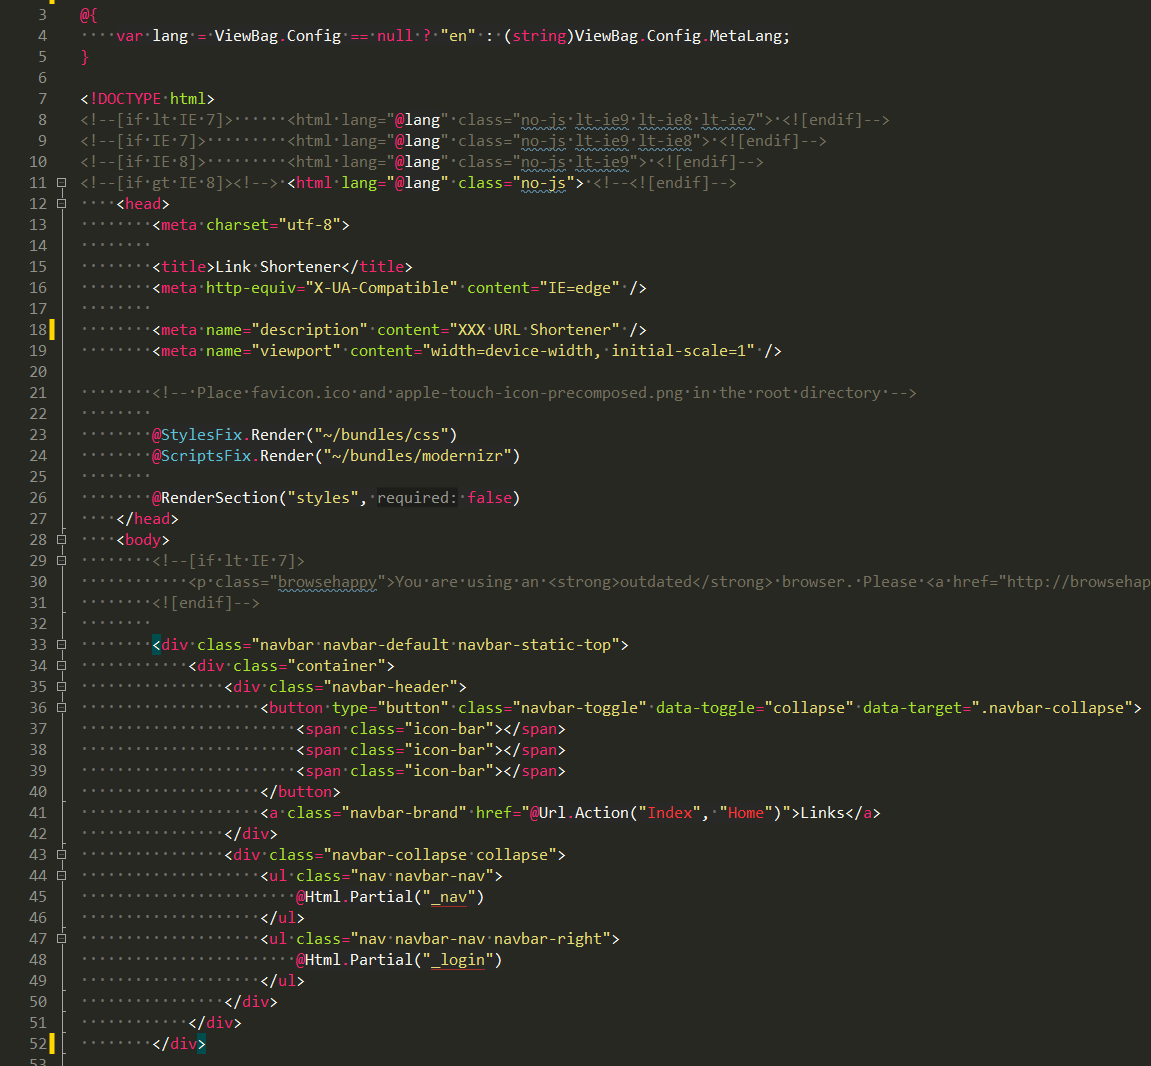 3 @{
4 var lang = ViewBag.Config == null ? "en" : (string)ViewBag.Config.MetaLang;
5 }
6
7 <!DOCTYPE html>
8 <!--[if lt IE 7]>      <html lang="@lang" class="no-js lt-ie9 lt-ie8 lt-ie7"> <![endif]-->
9 <!--[if IE 7]>         <html lang="@lang" class="no-js lt-ie9 lt-ie8"> <![endif]-->
10 <!--[if IE 8]>         <html lang="@lang" class="no-js lt-ie9"> <![endif]-->
11 <!--[if gt IE 8]><!--> <html lang="@lang" class="no-js"> <!--<![endif]-->
12 <head>
13 <meta charset="utf-8">
14
15 <title>Link Shortener</title>
16 <meta http-equiv="X-UA-Compatible" content="IE=edge" />
17
18 <meta name="description" content="XXX URL Shortener" />
19 <meta name="viewport" content="width=device-width, initial-scale=1" />
20
21 <!-- Place favicon.ico and apple-touch-icon-precomposed.png in the root directory -->
22
23 @StylesFix.Render("~/bundles/css")
24 @ScriptsFix.Render("~/bundles/modernizr")
25
26 @RenderSection("styles", required: false)
27 </head>
28 <body>
29 <!--[if lt IE 7]>
30 <p class="browsehappy">You are using an <strong>outdated</strong> browser. Please <a href="http://browsehap
31 <![endif]-->
32
33 <div class="navbar navbar-default navbar-static-top">
34 <div class="container">
35 <div class="navbar-header">
36 <button type="button" class="navbar-toggle" data-toggle="collapse" data-target=".navbar-collapse">
37 <span class="icon-bar"></span>
38 <span class="icon-bar"></span>
39 <span class="icon-bar"></span>
40 </button>
41 <a class="navbar-brand" href="@Url.Action("Index", "Home")">Links</a>
42 </div>
43 <div class="navbar-collapse collapse">
44 <ul class="nav navbar-nav">
45 @Html.Partial("_nav")
46 </ul>
47 <ul class="nav navbar-nav navbar-right">
48 @Html.Partial("_login")
49 </ul>
50 </div>
51 </div>
52 </div>
53